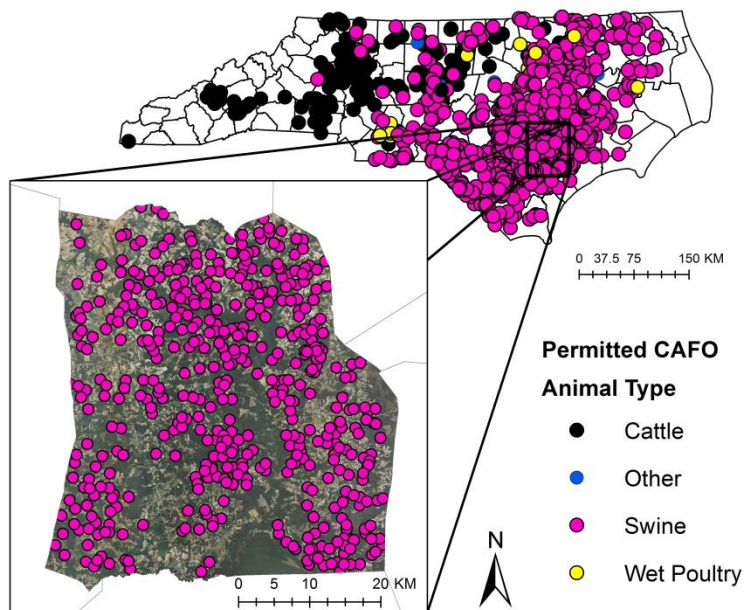 0 37.5 75 150 KM
Permitted CAFO
Animal Type
Cattle
Other
Swine
Wet Poultry
N
0 5 10 20 KM